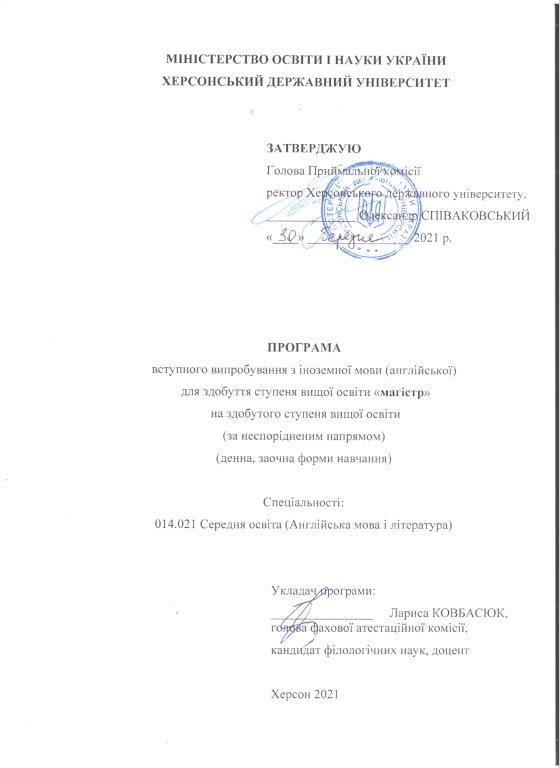 МІНІСТЕРСТВО ОСВІТИ І НАУКИ УКРАЇНИ
ХЕРСОНСЬКИЙ ДЕРЖАВНИЙ УНІВЕРСИТЕТ
ЗАТВЕРДЖУЮ
Голова Приймальної комісії
ректор Херсонського державного університету.
Олександр СПІВАКОВСЬКИЙ
« 30 » березня 2021 р.
ПРОГРАМА
вступного випробування з іноземної мови (англійської)
для здобуття ступеня вищої освіти «магістр»
на здобутого ступеня вищої освіти
(за неспорідненим напрямом)
(денна, заочна форми навчання)
Спеціальності:
014.021 Середня освіта (Англійська мова і література)
Укладач програми:
Лариса КОВБАСЮК,
голова фахової атестаційної комісії,
кандидат філологічних наук, доцент
Херсон 2021